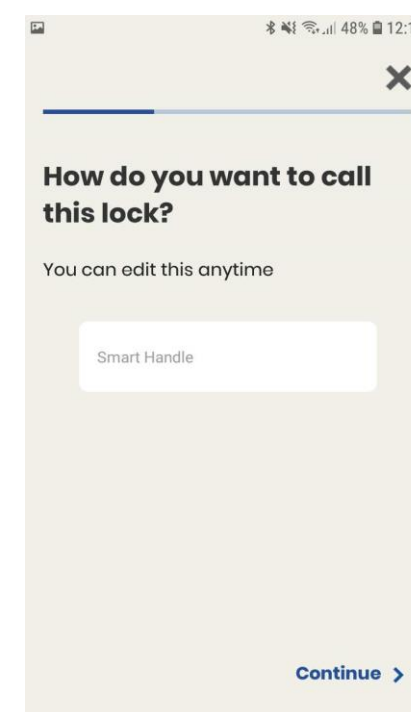 48% 12:1
How do you want to call
this lock?
You can edit this anytime
Smart Handle
Continue